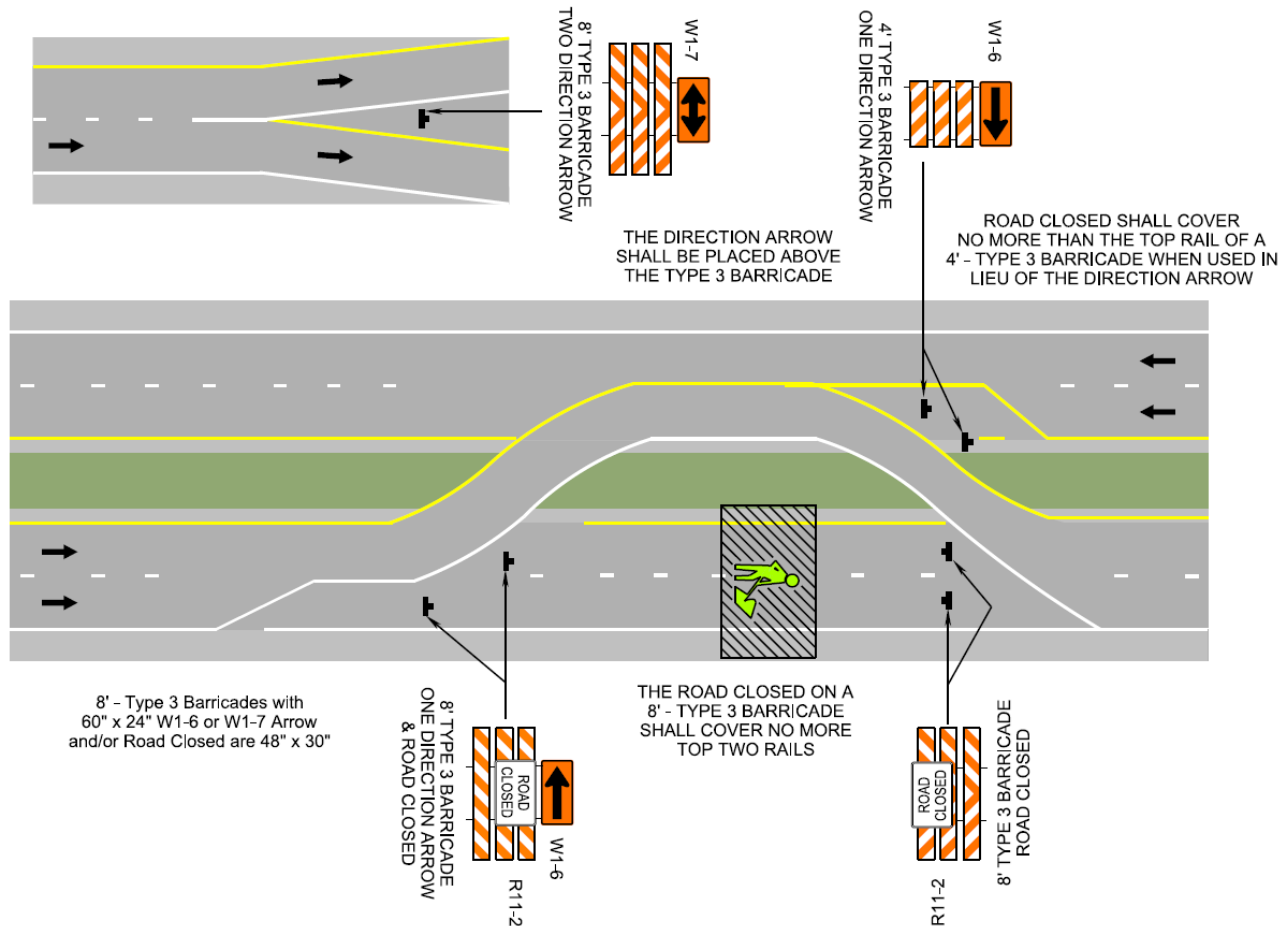 8' TYPE 3 BARRICADE
TWO DIRECTION ARROW
W1-7
4' TYPE 3 BARRICADE
ONE DIRECTION ARROW
W1-6
THE DIRECTION ARROW
SHALL BE PLACED ABOVE
THE TYPE 3 BARRICADE
ROAD CLOSED SHALL COVER
NO MORE THAN THE TOP RAIL OF A
4' - TYPE 3 BARRICADE WHEN USED IN
LIEU OF THE DIRECTION ARROW
8' - Type 3 Barricades with
60" x 24" W1-6 or W1-7 Arrow
and/or Road Closed are 48" x 30"
8' TYPE 3 BARRICADE
ONE DIRECTION ARROW
& ROAD CLOSED
ROAD
CLOSED
W1-6
R11-2
THE ROAD CLOSED ON A
8' - TYPE 3 BARRICADE
SHALL COVER NO MORE
TOP TWO RAILS
ROAD
CLOSED
R11-2
8' TYPE 3 BARRICADE
ROAD CLOSED